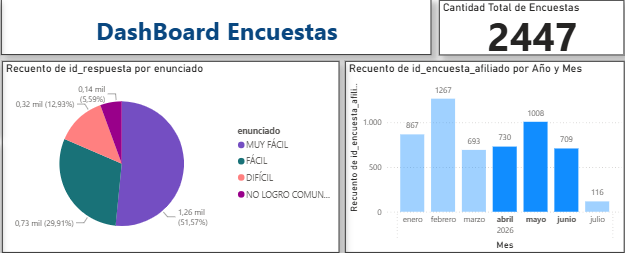 DashBoard Encuestas
Cantidad Total de Encuestas
2447
Recuento de id_respuesta por enunciado
0,14 mil
(5,59%)
0,32 mil (12,93%)
0,73 mil (29,91%)
1,26 mil
(51,57%)
enunciado
MUY FÁCIL
FÁCIL
DIFÍCIL
NO LOGRO COMUN...
Recuento de id_encuesta_afiliado por Año y Mes
Recuento de id_encuesta_afili...
1.000
500
0
867
1267
693
730
1008
709
116
enero
febrero
marzo
abril
mayo
junio
julio
2026
Mes